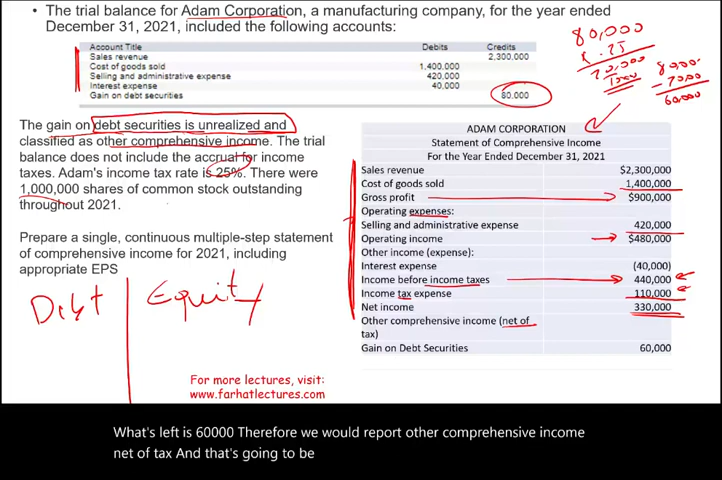 • The trial balance for Adam Corporation, a manufacturing company, for the year ended
December 31, 2021, included the following accounts:
Account Title Debits Credits
Sales revenue 2,300,000
Cost of goods sold 1,400,000
Selling and administrative expense 420,000
Interest expense 40,000
Gain on debt securities 80,000
80,000
x .25
20,000
Taxes
80,000
- 20,000
60,000
The gain on debt securities is unrealized and
classified as other comprehensive income. The trial
balance does not include the accrual for income
taxes. Adam's income tax rate is 25%. There were
1,000,000 shares of common stock outstanding
throughout 2021.
Prepare a single, continuous multiple-step statement
of comprehensive income for 2021, including
appropriate EPS
Debt Equity
For more lectures, visit:
www.farhatlectures.com
ADAM CORPORATION
Statement of Comprehensive Income
For the Year Ended December 31, 2021
Sales revenue $2,300,000
Cost of goods sold 1,400,000
Gross profit $900,000
Operating expenses:
Selling and administrative expense 420,000
Operating income $480,000
Other income (expense):
Interest expense (40,000)
Income before income taxes 440,000
Income tax expense 110,000
Net income 330,000
Other comprehensive income (net of
tax)
Gain on Debt Securities 60,000
What's left is 60000 Therefore we would report other comprehensive income
net of tax And that's going to be